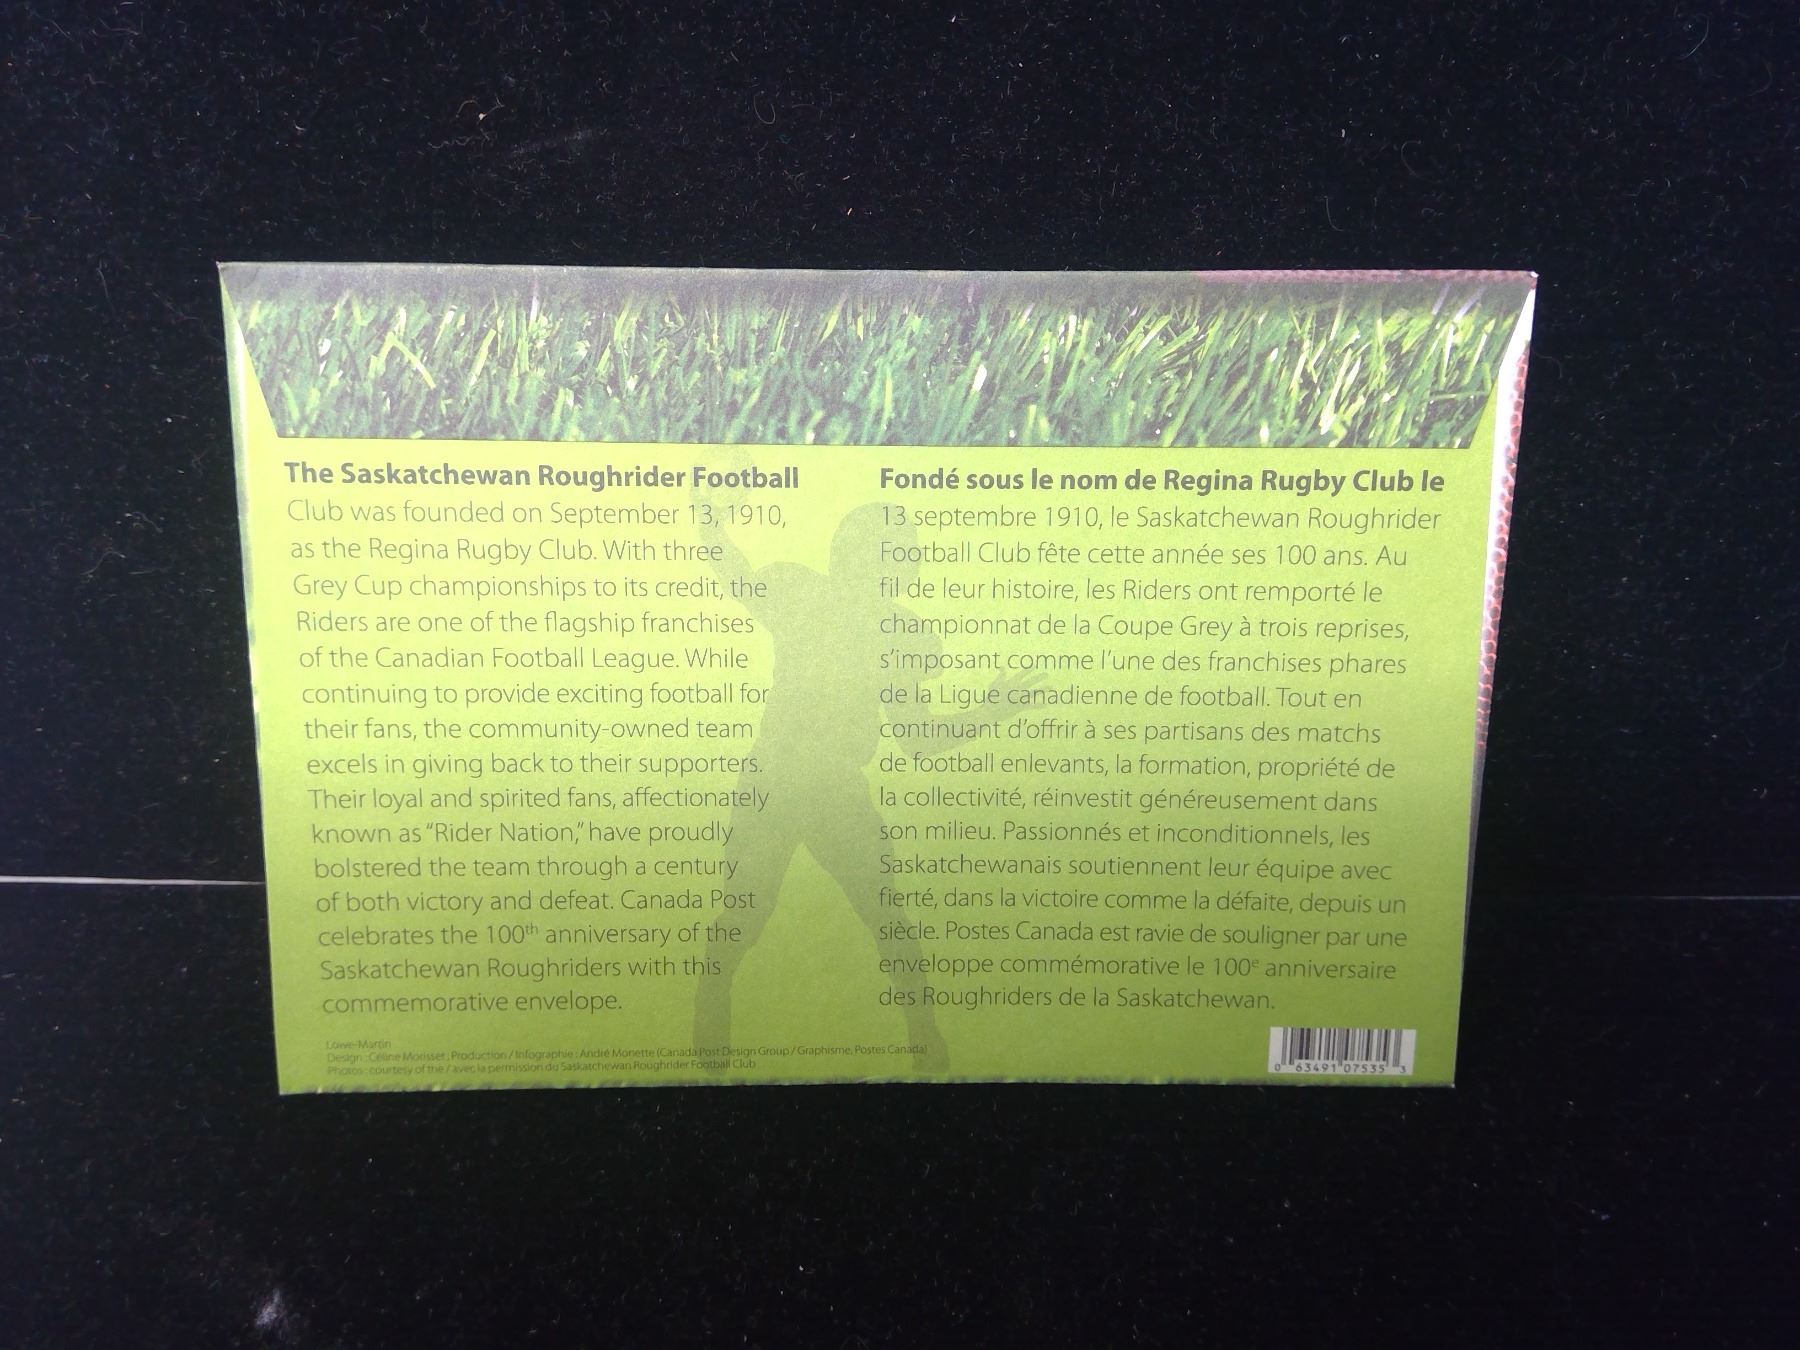 The Saskatchewan Roughrider Football
Club was founded on September 13, 1910,
as the Regina Rugby Club. With three
Grey Cup championships to its credit, the
Riders are one of the flagship franchises
of the Canadian Football League. While
continuing to provide exciting football for
their fans, the community-owned team
excels in giving back to their supporters.
Their loyal and spirited fans, affectionately
known as “Rider Nation,” have proudly
bolstered the team through a century
of both victory and defeat. Canada Post
celebrates the 100th anniversary of the
Saskatchewan Roughriders with this
commemorative envelope.
Fondé sous le nom de Regina Rugby Club le
13 septembre 1910, le Saskatchewan Roughrider
Football Club fête cette année ses 100 ans. Au
fil de leur histoire, les Riders ont remporté le
championnat de la Coupe Grey à trois reprises,
s’imposant comme l’une des franchises phares
de la Ligue canadienne de football. Tout en
continuant d’offrir à ses partisans des matchs
de football enlevants, la formation, propriété de
la collectivité, réinvestit généreusement dans
son milieu. Passionnés et inconditionnels, les
Saskatchewanais soutiennent leur équipe avec
fierté, dans la victoire comme la défaite, depuis un
siècle. Postes Canada est ravie de souligner par une
enveloppe commémorative le 100e anniversaire
des Roughriders de la Saskatchewan.
Lowe-Martin
Design : Céline Morisset ; Production / Infographie : André Monette (Canada Post Design Group / Graphisme, Postes Canada)
Photos : courtesy of the / avec la permission du Saskatchewan Roughrider Football Club
0 63491 07535 3